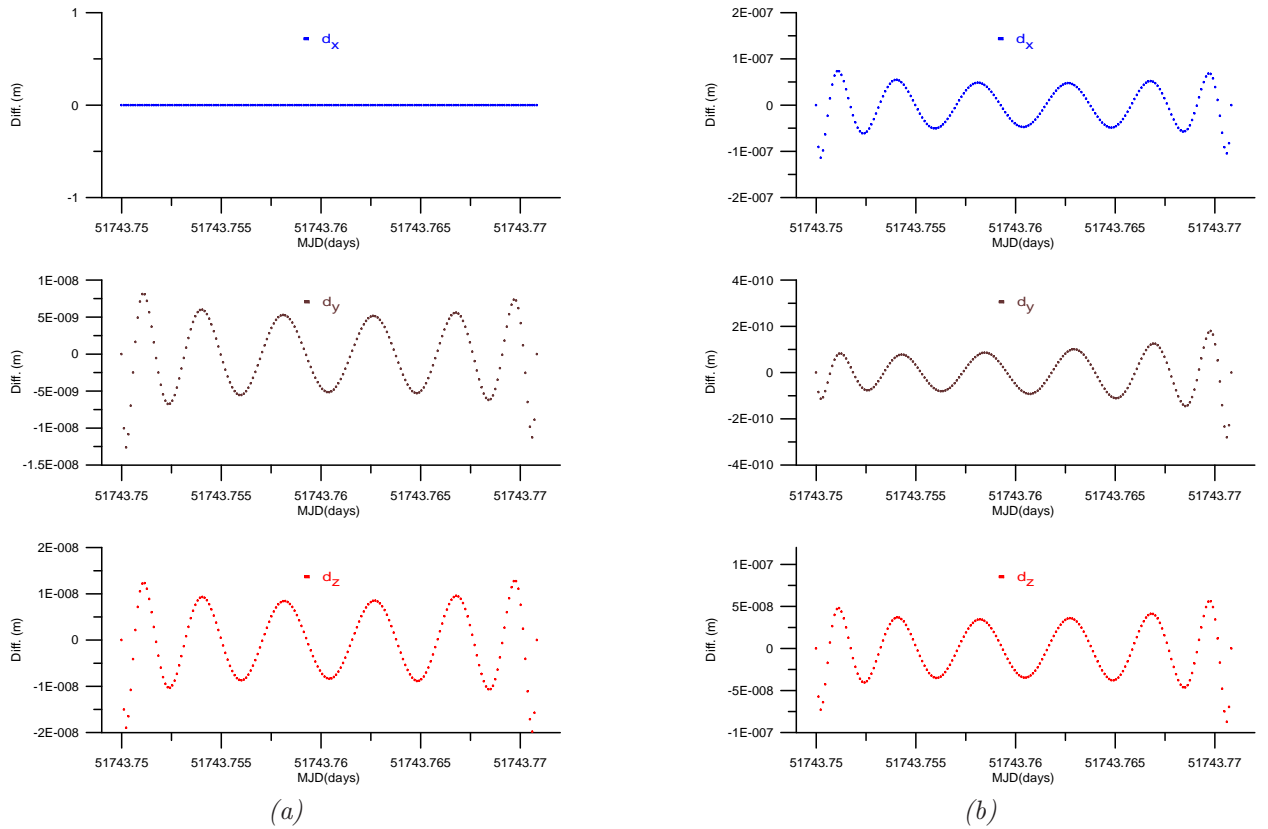 1
0
-1
Diff. (m)
d_x
51743.75 51743.755 51743.76 51743.765 51743.77
MJD(days)
1E-008
5E-009
0
-5E-009
-1E-008
-1.5E-008
Diff. (m)
d_y
51743.75 51743.755 51743.76 51743.765 51743.77
MJD(days)
2E-008
1E-008
0
-1E-008
-2E-008
Diff. (m)
d_z
51743.75 51743.755 51743.76 51743.765 51743.77
MJD(days)
(a)
2E-007
1E-007
0
-1E-007
-2E-007
Diff. (m)
d_x
51743.75 51743.755 51743.76 51743.765 51743.77
MJD(days)
4E-010
2E-010
0
-2E-010
-4E-010
Diff. (m)
d_y
51743.75 51743.755 51743.76 51743.765 51743.77
MJD(days)
1E-007
5E-008
0
-5E-008
-1E-007
Diff. (m)
d_z
51743.75 51743.755 51743.76 51743.765 51743.77
MJD(days)
(b)